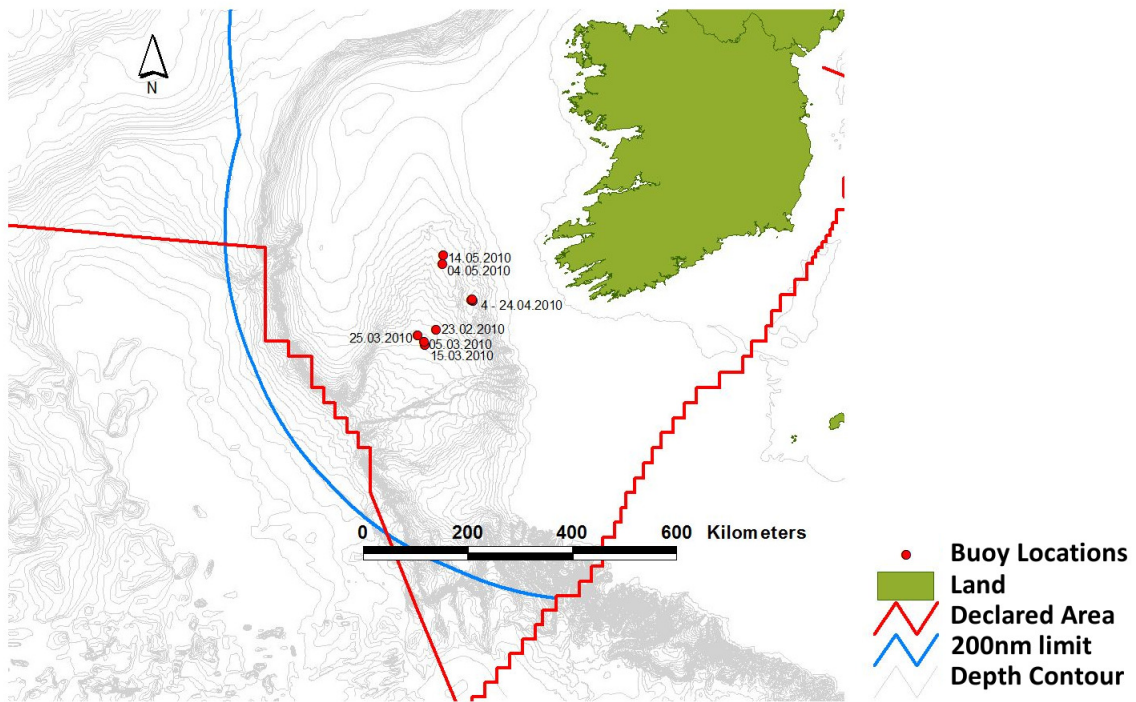 N
14.05.2010
04.05.2010
4 - 24.04.2010
23.02.2010
25.03.2010
05.03.2010
15.03.2010
0 200 400 600 Kilometers
Buoy Locations
Land
Declared Area
200nm limit
Depth Contour